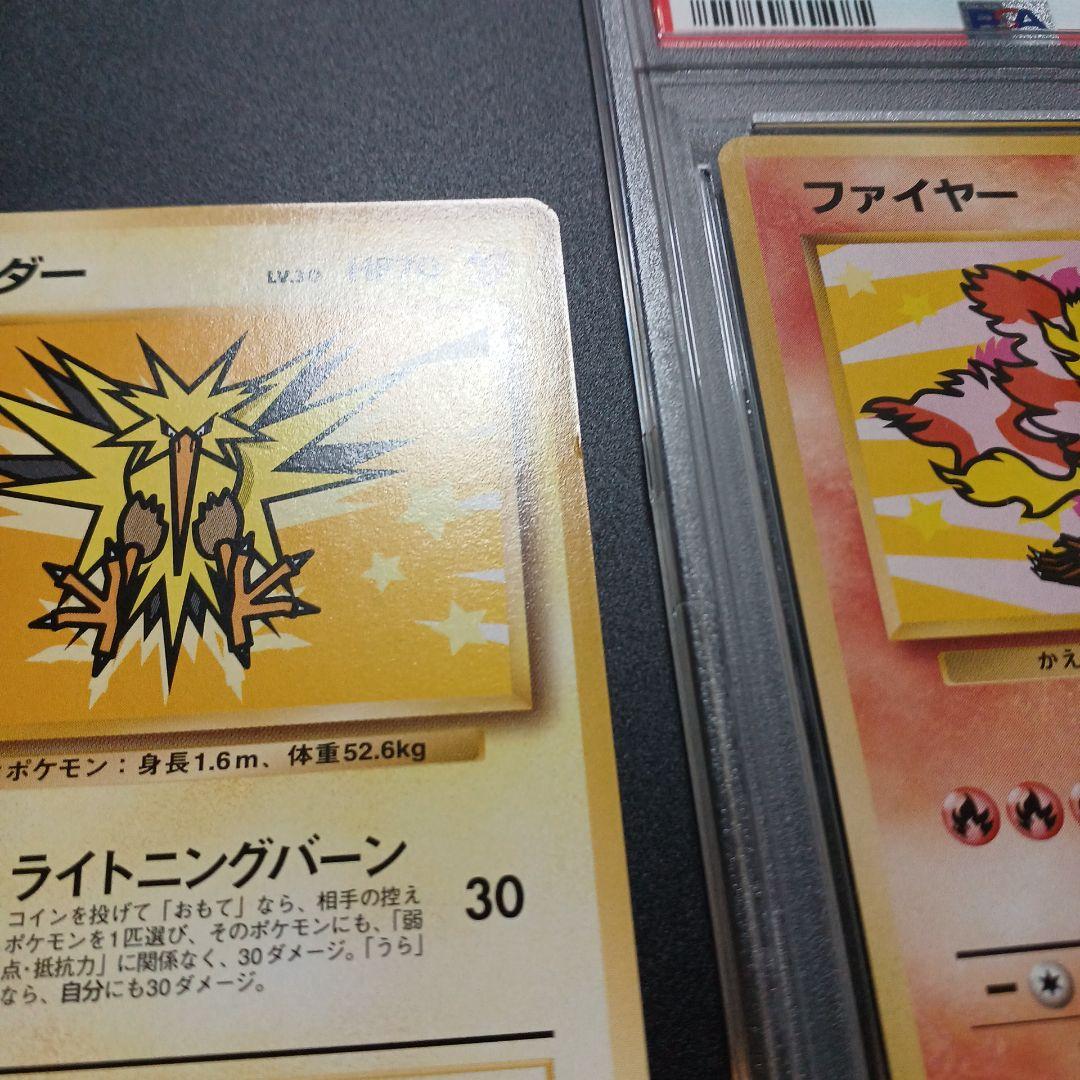 ダー LV.30 HP70
ポケモン：身長1.6m、体重52.6kg
ライトニングバーン 30
コインを投げて「おもて」なら、相手の控え
ポケモンを1匹選び、そのポケモンにも、「弱
点・抵抗力」に関係なく、30ダメージ。「うら」
なら、自分にも30ダメージ。
PSA
ファイヤー
かえ